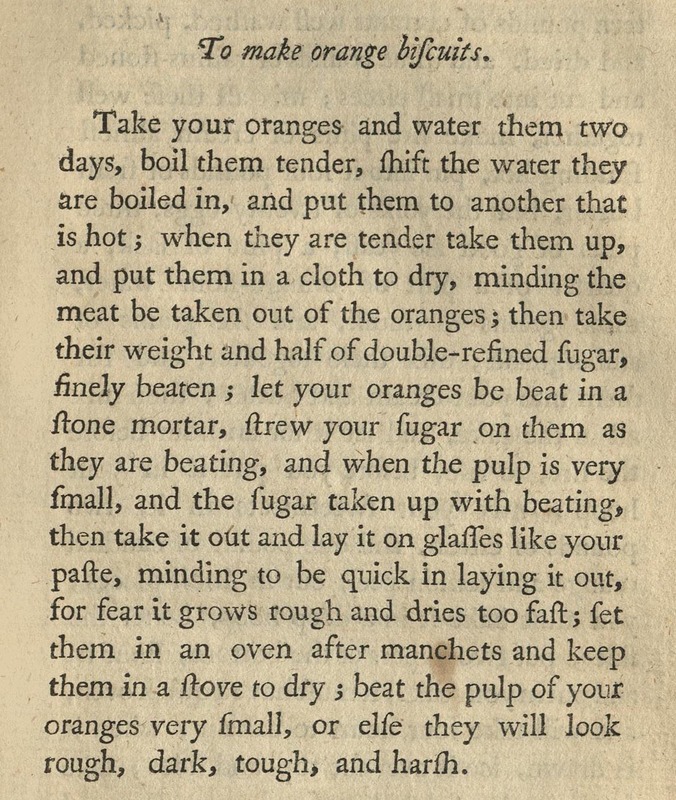 To make orange biſcuits.
Take your oranges and water them two
days, boil them tender, ſhift the water they
are boiled in, and put them to another that
is hot; when they are tender take them up,
and put them in a cloth to dry, minding the
meat be taken out of the oranges; then take
their weight and half of double-refined ſugar,
finely beaten; let your oranges be beat in a
ſtone mortar, ſtrew your ſugar on them as
they are beating, and when the pulp is very
ſmall, and the ſugar taken up with beating,
then take it out and lay it on glaſſes like your
paſte, minding to be quick in laying it out,
for fear it grows rough and dries too faſt; ſet
them in an oven after manchets and keep
them in a ſtove to dry; beat the pulp of your
oranges very ſmall, or elſe they will look
rough, dark, tough, and harſh.